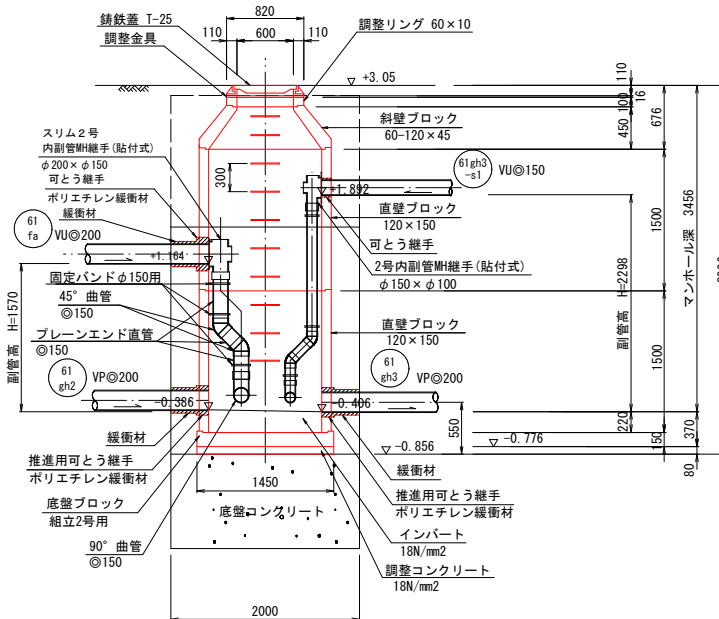 820
鋳鉄蓋 T-25
110
600
110
調整リング 60×10
調整金具
+3.05
110
16
100
450
676
斜壁ブロック
60-120×45
スリム2号
内副管MH継手(貼付式)
φ200×φ150
可とう継手
ポリエチレン緩衝材
緩衝材
300
61gh3
-s1
VU◎150
+1.892
直壁ブロック
120×150
可とう継手
2号内副管MH継手(貼付式)
φ150×φ100
61
fa
VU◎200
+1.164
固定バンドφ150用
45°曲管
◎150
プレーンエンド直管
◎150
直壁ブロック
120×150
副管高 H=1570
副管高 H=2298
1500
1500
マンホール深 3456
61
gh2
VP◎200
-0.386
61
gh3
VP◎200
-0.406
550
220
150
370
80
-0.856
-0.776
緩衝材
推進用可とう継手
ポリエチレン緩衝材
底盤ブロック
組立2号用
90°曲管
◎150
1450
底盤コンクリート
緩衝材
推進用可とう継手
ポリエチレン緩衝材
インバート
18N/mm2
調整コンクリート
18N/mm2
2000